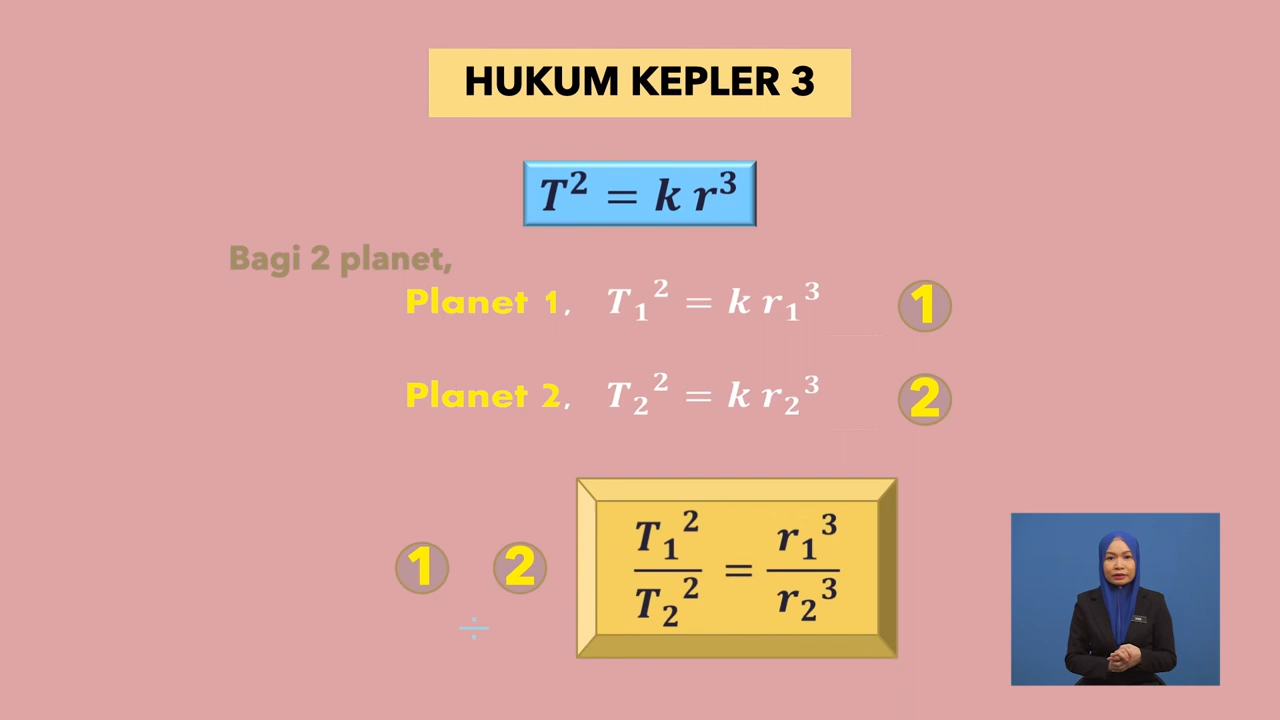 HUKUM KEPLER 3
T² = k r³
Bagi 2 planet,
Planet 1, T₁² = k r₁³ 1
Planet 2, T₂² = k r₂³ 2
1 ÷ 2 T₁²/T₂² = r₁³/r₂³